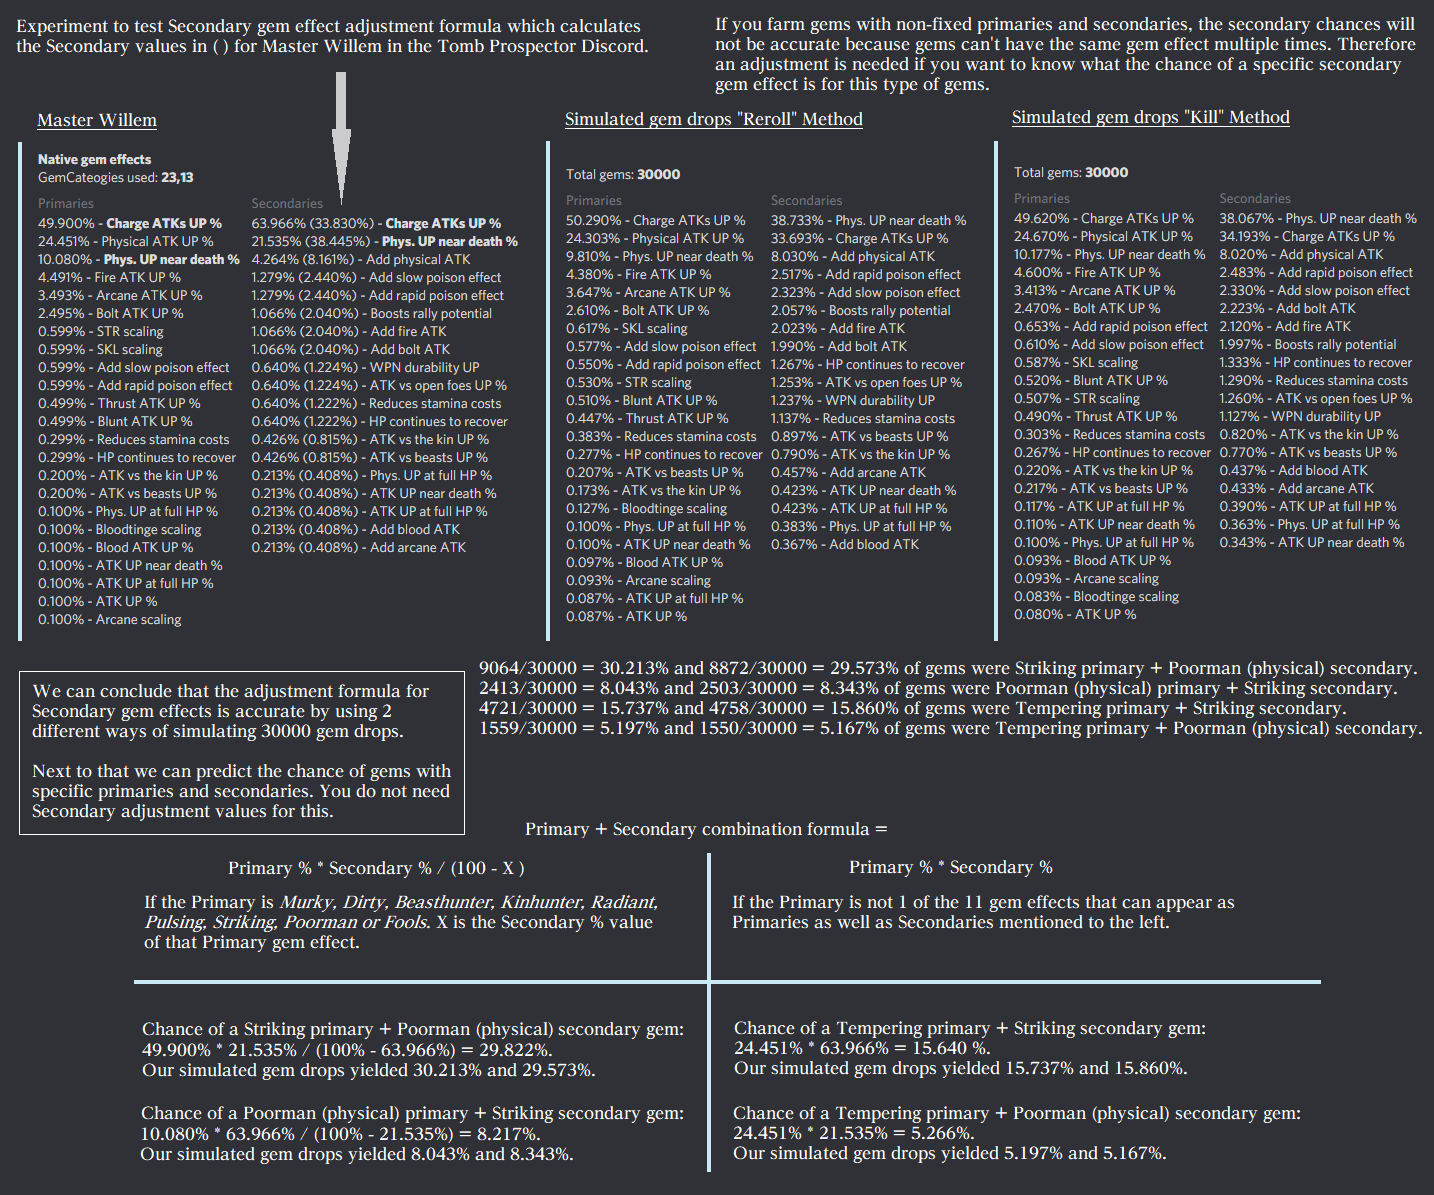 Experiment to test Secondary gem effect adjustment formula which calculates
the Secondary values in ( ) for Master Willem in the Tomb Prospector Discord.
If you farm gems with non-fixed primaries and secondaries, the secondary chances will
not be accurate because gems can't have the same gem effect multiple times. Therefore
an adjustment is needed if you want to know what the chance of a specific secondary
gem effect is for this type of gems.
Master Willem
Native gem effects
GemCateogies used: 23,13
Primaries
49.900% - Charge ATKs UP %
24.451% - Physical ATK UP %
10.080% - Phys. UP near death %
4.491% - Fire ATK UP %
3.493% - Arcane ATK UP %
2.495% - Bolt ATK UP %
0.599% - STR scaling
0.599% - SKL scaling
0.599% - Add slow poison effect
0.599% - Add rapid poison effect
0.499% - Thrust ATK UP %
0.499% - Blunt ATK UP %
0.299% - Reduces stamina costs
0.299% - HP continues to recover
0.200% - ATK vs the kin UP %
0.200% - ATK vs beasts UP %
0.100% - Phys. UP at full HP %
0.100% - Bloodtinge scaling
0.100% - Blood ATK UP %
0.100% - ATK UP near death %
0.100% - ATK UP at full HP %
0.100% - ATK UP %
0.100% - Arcane scaling
Secondaries
63.966% (33.830%) - Charge ATKs UP %
21.535% (38.445%) - Phys. UP near death %
4.264% (8.161%) - Add physical ATK
1.279% (2.440%) - Add slow poison effect
1.279% (2.440%) - Add rapid poison effect
1.066% (2.040%) - Boosts rally potential
1.066% (2.040%) - Add fire ATK
1.066% (2.040%) - Add bolt ATK
0.640% (1.224%) - WPN durability UP
0.640% (1.224%) - ATK vs open foes UP %
0.640% (1.222%) - Reduces stamina costs
0.640% (1.222%) - HP continues to recover
0.426% (0.815%) - ATK vs the kin UP %
0.426% (0.815%) - ATK vs beasts UP %
0.213% (0.408%) - Phys. UP at full HP %
0.213% (0.408%) - ATK UP near death %
0.213% (0.408%) - ATK UP at full HP %
0.213% (0.408%) - Add blood ATK
0.213% (0.408%) - Add arcane ATK
Simulated gem drops "Reroll" Method
Total gems: 30000
Primaries
50.290% - Charge ATKs UP %
24.303% - Physical ATK UP %
9.810% - Phys. UP near death %
4.380% - Fire ATK UP %
3.647% - Arcane ATK UP %
2.610% - Bolt ATK UP %
0.617% - SKL scaling
0.577% - Add slow poison effect
0.550% - Add rapid poison effect
0.530% - STR scaling
0.510% - Blunt ATK UP %
0.447% - Thrust ATK UP %
0.383% - Reduces stamina costs
0.277% - HP continues to recover
0.207% - ATK vs beasts UP %
0.173% - ATK vs the kin UP %
0.127% - Bloodtinge scaling
0.100% - Phys. UP at full HP %
0.100% - ATK UP near death %
0.097% - Blood ATK UP %
0.093% - Arcane scaling
0.087% - ATK UP at full HP %
0.087% - ATK UP %
Secondaries
38.733% - Phys. UP near death %
33.693% - Charge ATKs UP %
8.030% - Add physical ATK
2.517% - Add rapid poison effect
2.323% - Add slow poison effect
2.057% - Boosts rally potential
2.023% - Add fire ATK
1.990% - Add bolt ATK
1.267% - HP continues to recover
1.253% - ATK vs open foes UP %
1.237% - WPN durability UP
1.137% - Reduces stamina costs
0.897% - ATK vs beasts UP %
0.790% - ATK vs the kin UP %
0.457% - Add arcane ATK
0.423% - ATK UP near death %
0.423% - ATK UP at full HP %
0.383% - Phys. UP at full HP %
0.367% - Add blood ATK
Simulated gem drops "Kill" Method
Total gems: 30000
Primaries
49.620% - Charge ATKs UP %
24.670% - Physical ATK UP %
10.177% - Phys. UP near death %
4.600% - Fire ATK UP %
3.413% - Arcane ATK UP %
2.470% - Bolt ATK UP %
0.653% - Add rapid poison effect
0.610% - Add slow poison effect
0.587% - SKL scaling
0.520% - Blunt ATK UP %
0.507% - STR scaling
0.490% - Thrust ATK UP %
0.303% - Reduces stamina costs
0.267% - HP continues to recover
0.220% - ATK vs the kin UP %
0.217% - ATK vs beasts UP %
0.117% - ATK UP at full HP %
0.110% - ATK UP near death %
0.100% - Phys. UP at full HP %
0.093% - Blood ATK UP %
0.093% - Arcane scaling
0.083% - Bloodtinge scaling
0.080% - ATK UP %
Secondaries
38.067% - Phys. UP near death %
34.193% - Charge ATKs UP %
8.020% - Add physical ATK
2.483% - Add rapid poison effect
2.330% - Add slow poison effect
2.223% - Add bolt ATK
2.120% - Add fire ATK
1.997% - Boosts rally potential
1.333% - HP continues to recover
1.290% - Reduces stamina costs
1.260% - ATK vs open foes UP %
1.127% - WPN durability UP
0.820% - ATK vs the kin UP %
0.770% - ATK vs beasts UP %
0.437% - Add blood ATK
0.433% - Add arcane ATK
0.390% - ATK UP at full HP %
0.363% - Phys. UP at full HP %
0.343% - ATK UP near death %
9064/30000 = 30.213% and 8872/30000 = 29.573% of gems were Striking primary + Poorman (physical) secondary.
2413/30000 = 8.043% and 2503/30000 = 8.343% of gems were Poorman (physical) primary + Striking secondary.
4721/30000 = 15.737% and 4758/30000 = 15.860% of gems were Tempering primary + Striking secondary.
1559/30000 = 5.197% and 1550/30000 = 5.167% of gems were Tempering primary + Poorman (physical) secondary.
We can conclude that the adjustment formula for
Secondary gem effects is accurate by using 2
different ways of simulating 30000 gem drops.
Next to that we can predict the chance of gems with
specific primaries and secondaries. You do not need
Secondary adjustment values for this.
Primary + Secondary combination formula =
Primary % * Secondary % / (100 - X )
If the Primary is Murky, Dirty, Beasthunter, Kinhunter, Radiant,
Pulsing, Striking, Poorman or Fools. X is the Secondary % value
of that Primary gem effect.
Primary % * Secondary %
If the Primary is not 1 of the 11 gem effects that can appear as
Primaries as well as Secondaries mentioned to the left.
Chance of a Striking primary + Poorman (physical) secondary gem:
49.900% * 21.535% / (100% - 63.966%) = 29.822%.
Our simulated gem drops yielded 30.213% and 29.573%.
Chance of a Poorman (physical) primary + Striking secondary gem:
10.080% * 63.966% / (100% - 21.535%) = 8.217%.
Our simulated gem drops yielded 8.043% and 8.343%.
Chance of a Tempering primary + Striking secondary gem:
24.451% * 63.966% = 15.640 %.
Our simulated gem drops yielded 15.737% and 15.860%.
Chance of a Tempering primary + Poorman (physical) secondary gem:
24.451% * 21.535% = 5.266%.
Our simulated gem drops yielded 5.197% and 5.167%.